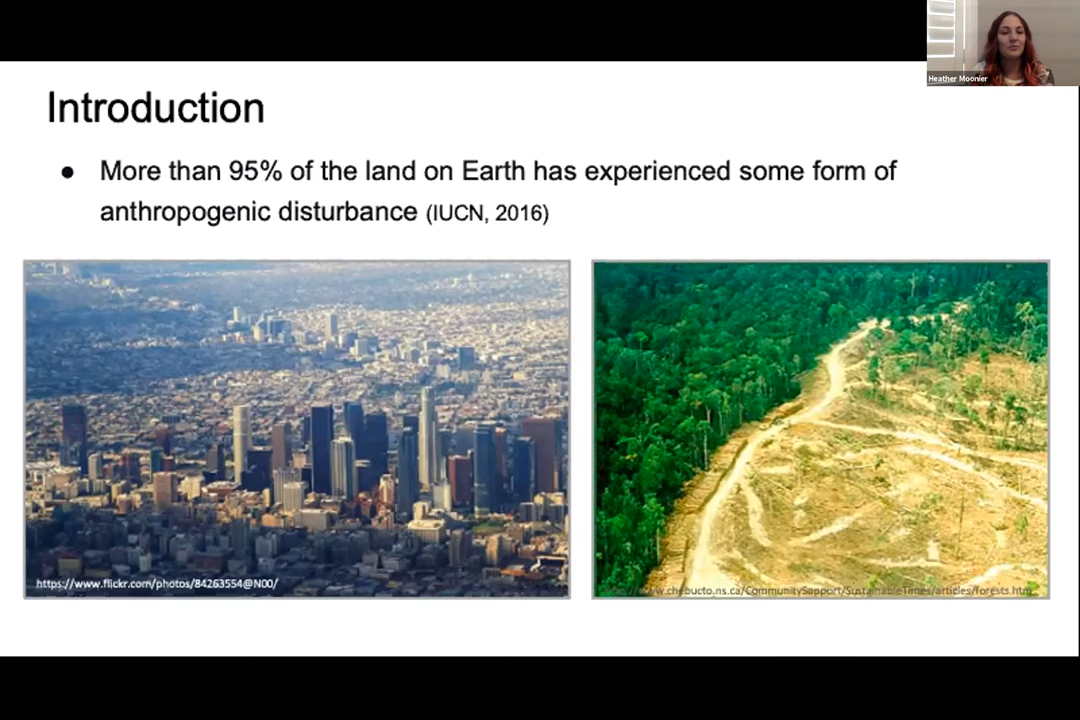 Heather Moonier
Introduction
● More than 95% of the land on Earth has experienced some form of
anthropogenic disturbance (IUCN, 2016)
https://www.flickr.com/photos/84263554@N00/
www.chebucto.ns.ca/CommunitySupport/SustainableTimes/articles/forests.htm